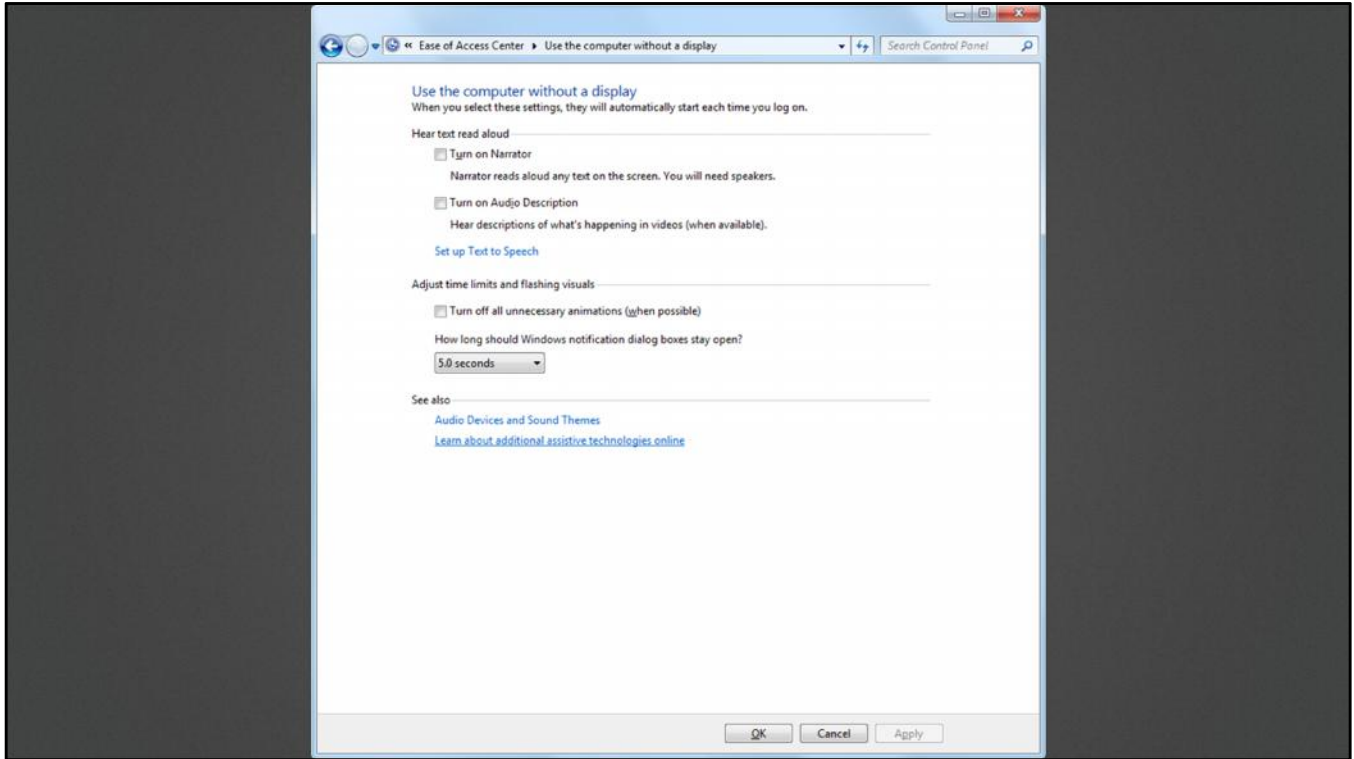 « Ease of Access Center ▸ Use the computer without a display
Search Control Panel
Use the computer without a display
When you select these settings, they will automatically start each time you log on.
Hear text read aloud
Turn on Narrator
Narrator reads aloud any text on the screen. You will need speakers.
Turn on Audio Description
Hear descriptions of what's happening in videos (when available).
Set up Text to Speech
Adjust time limits and flashing visuals
Turn off all unnecessary animations (when possible)
How long should Windows notification dialog boxes stay open?
5.0 seconds
See also
Audio Devices and Sound Themes
Learn about additional assistive technologies online
OK Cancel Apply